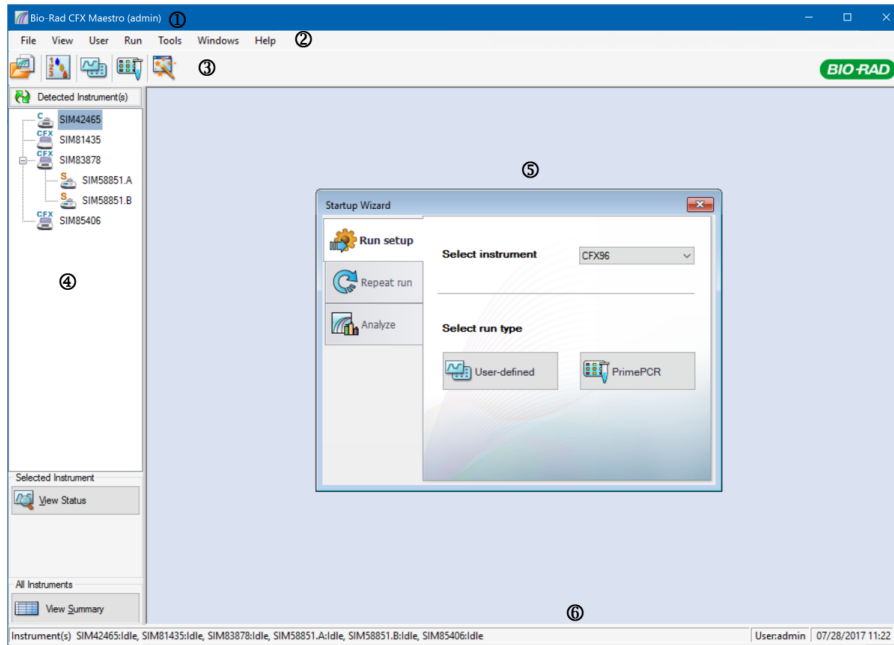 Bio-Rad CFX Maestro (admin) ①
File View User Run Tools Windows Help ②
③
BIO-RAD
Detected Instrument(s)
C SIM42465
CFX SIM81435
CFX SIM83878
S SIM58851.A
S SIM58851.B
CFX SIM85406
④
⑤
Startup Wizard
Run setup
Repeat run
Analyze
Select instrument CFX96
Select run type
User-defined PrimePCR
Selected Instrument
View Status
All Instruments
View Summary
⑥
Instrument(s) SIM42465:Idle, SIM81435:Idle, SIM83878:Idle, SIM58851.A:Idle, SIM58851.B:Idle, SIM85406:Idle User:admin 07/28/2017 11:22